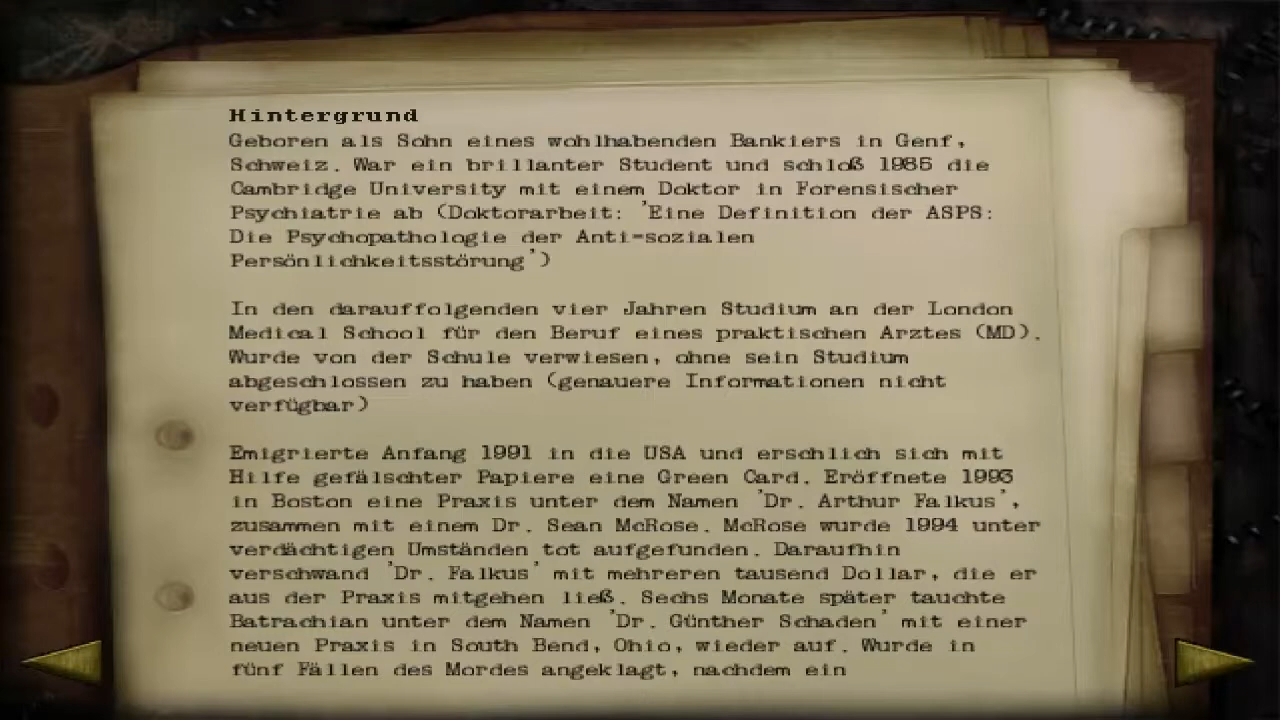 Hintergrund
Geboren als Sohn eines wohlhabenden Bankiers in Genf,
Schweiz. War ein brillanter Student und schloß 1985 die
Cambridge University mit einem Doktor in Forensischer
Psychiatrie ab (Doktorarbeit: 'Eine Definition der ASPS:
Die Psychopathologie der Anti-sozialen
Persönlichkeitsstörung')
In den darauffolgenden vier Jahren Studium an der London
Medical School für den Beruf eines praktischen Arztes (MD).
Wurde von der Schule verwiesen, ohne sein Studium
abgeschlossen zu haben (genauere Informationen nicht
verfügbar)
Emigrierte Anfang 1991 in die USA und erschlich sich mit
Hilfe gefälschter Papiere eine Green Card. Eröffnete 1993
in Boston eine Praxis unter dem Namen 'Dr. Arthur Falkus',
zusammen mit einem Dr. Sean McRose. McRose wurde 1994 unter
verdächtigen Umständen tot aufgefunden. Daraufhin
verschwand 'Dr. Falkus' mit mehreren tausend Dollar, die er
aus der Praxis mitgehen ließ. Sechs Monate später tauchte
Batrachian unter dem Namen 'Dr. Günther Schaden' mit einer
neuen Praxis in South Bend, Ohio, wieder auf. Wurde in
fünf Fällen des Mordes angeklagt, nachdem ein